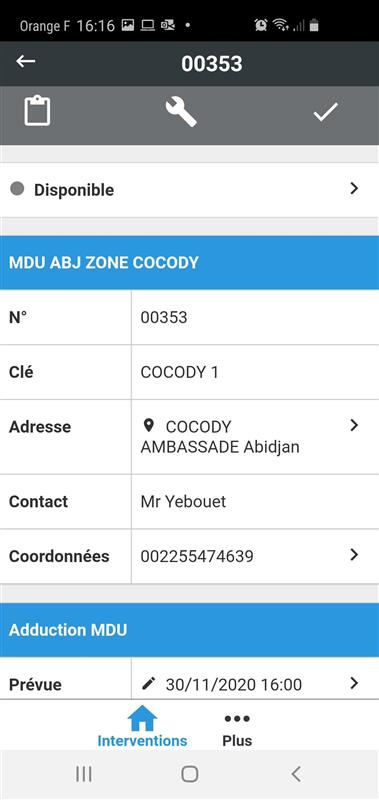 Orange F 16:16
00353
Disponible
MDU ABJ ZONE COCODY
N° 00353
Clé COCODY 1
Adresse COCODY
AMBASSADE Abidjan
Contact Mr Yebouet
Coordonnées 002255474639
Adduction MDU
Prévue 30/11/2020 16:00
Interventions Plus